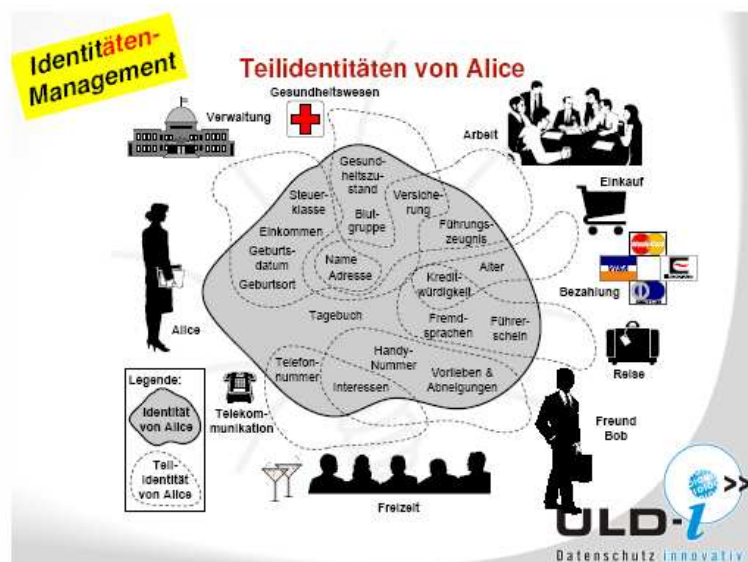 Identitäten-
Management
Teilidentitäten von Alice
Gesundheitswesen
Verwaltung
Arbeit
Einkauf
Gesund-
heitszu-
stand
Steuer-
klasse
Versiche-
rung
Blut-
gruppe
Führungs-
zeugnis
Einkommen
Geburts-
datum
Name
Adresse
Geburtsort
Kredit-
würdigkeit
Alter
Bezahlung
VISA
Tagebuch
Fremd-
sprachen
Führer-
schein
Alice
Reise
Telefon-
nummer
Handy-
Nummer
Interessen
Vorlieben &
Abneigungen
Legende:
Identität
von Alice
Teil-
identität
von Alice
Telekom-
munikation
Freund
Bob
Freizeit
>>
ULD-i
Datenschutz innovativ